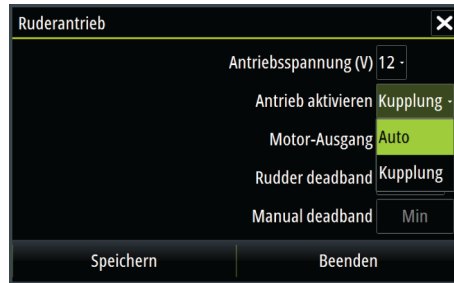 Ruderantrieb
Antriebsspannung (V) 12
Antrieb aktivieren Kupplung
Motor-Ausgang Auto
Rudder deadband Kupplung
Manual deadband Min
Speichern Beenden